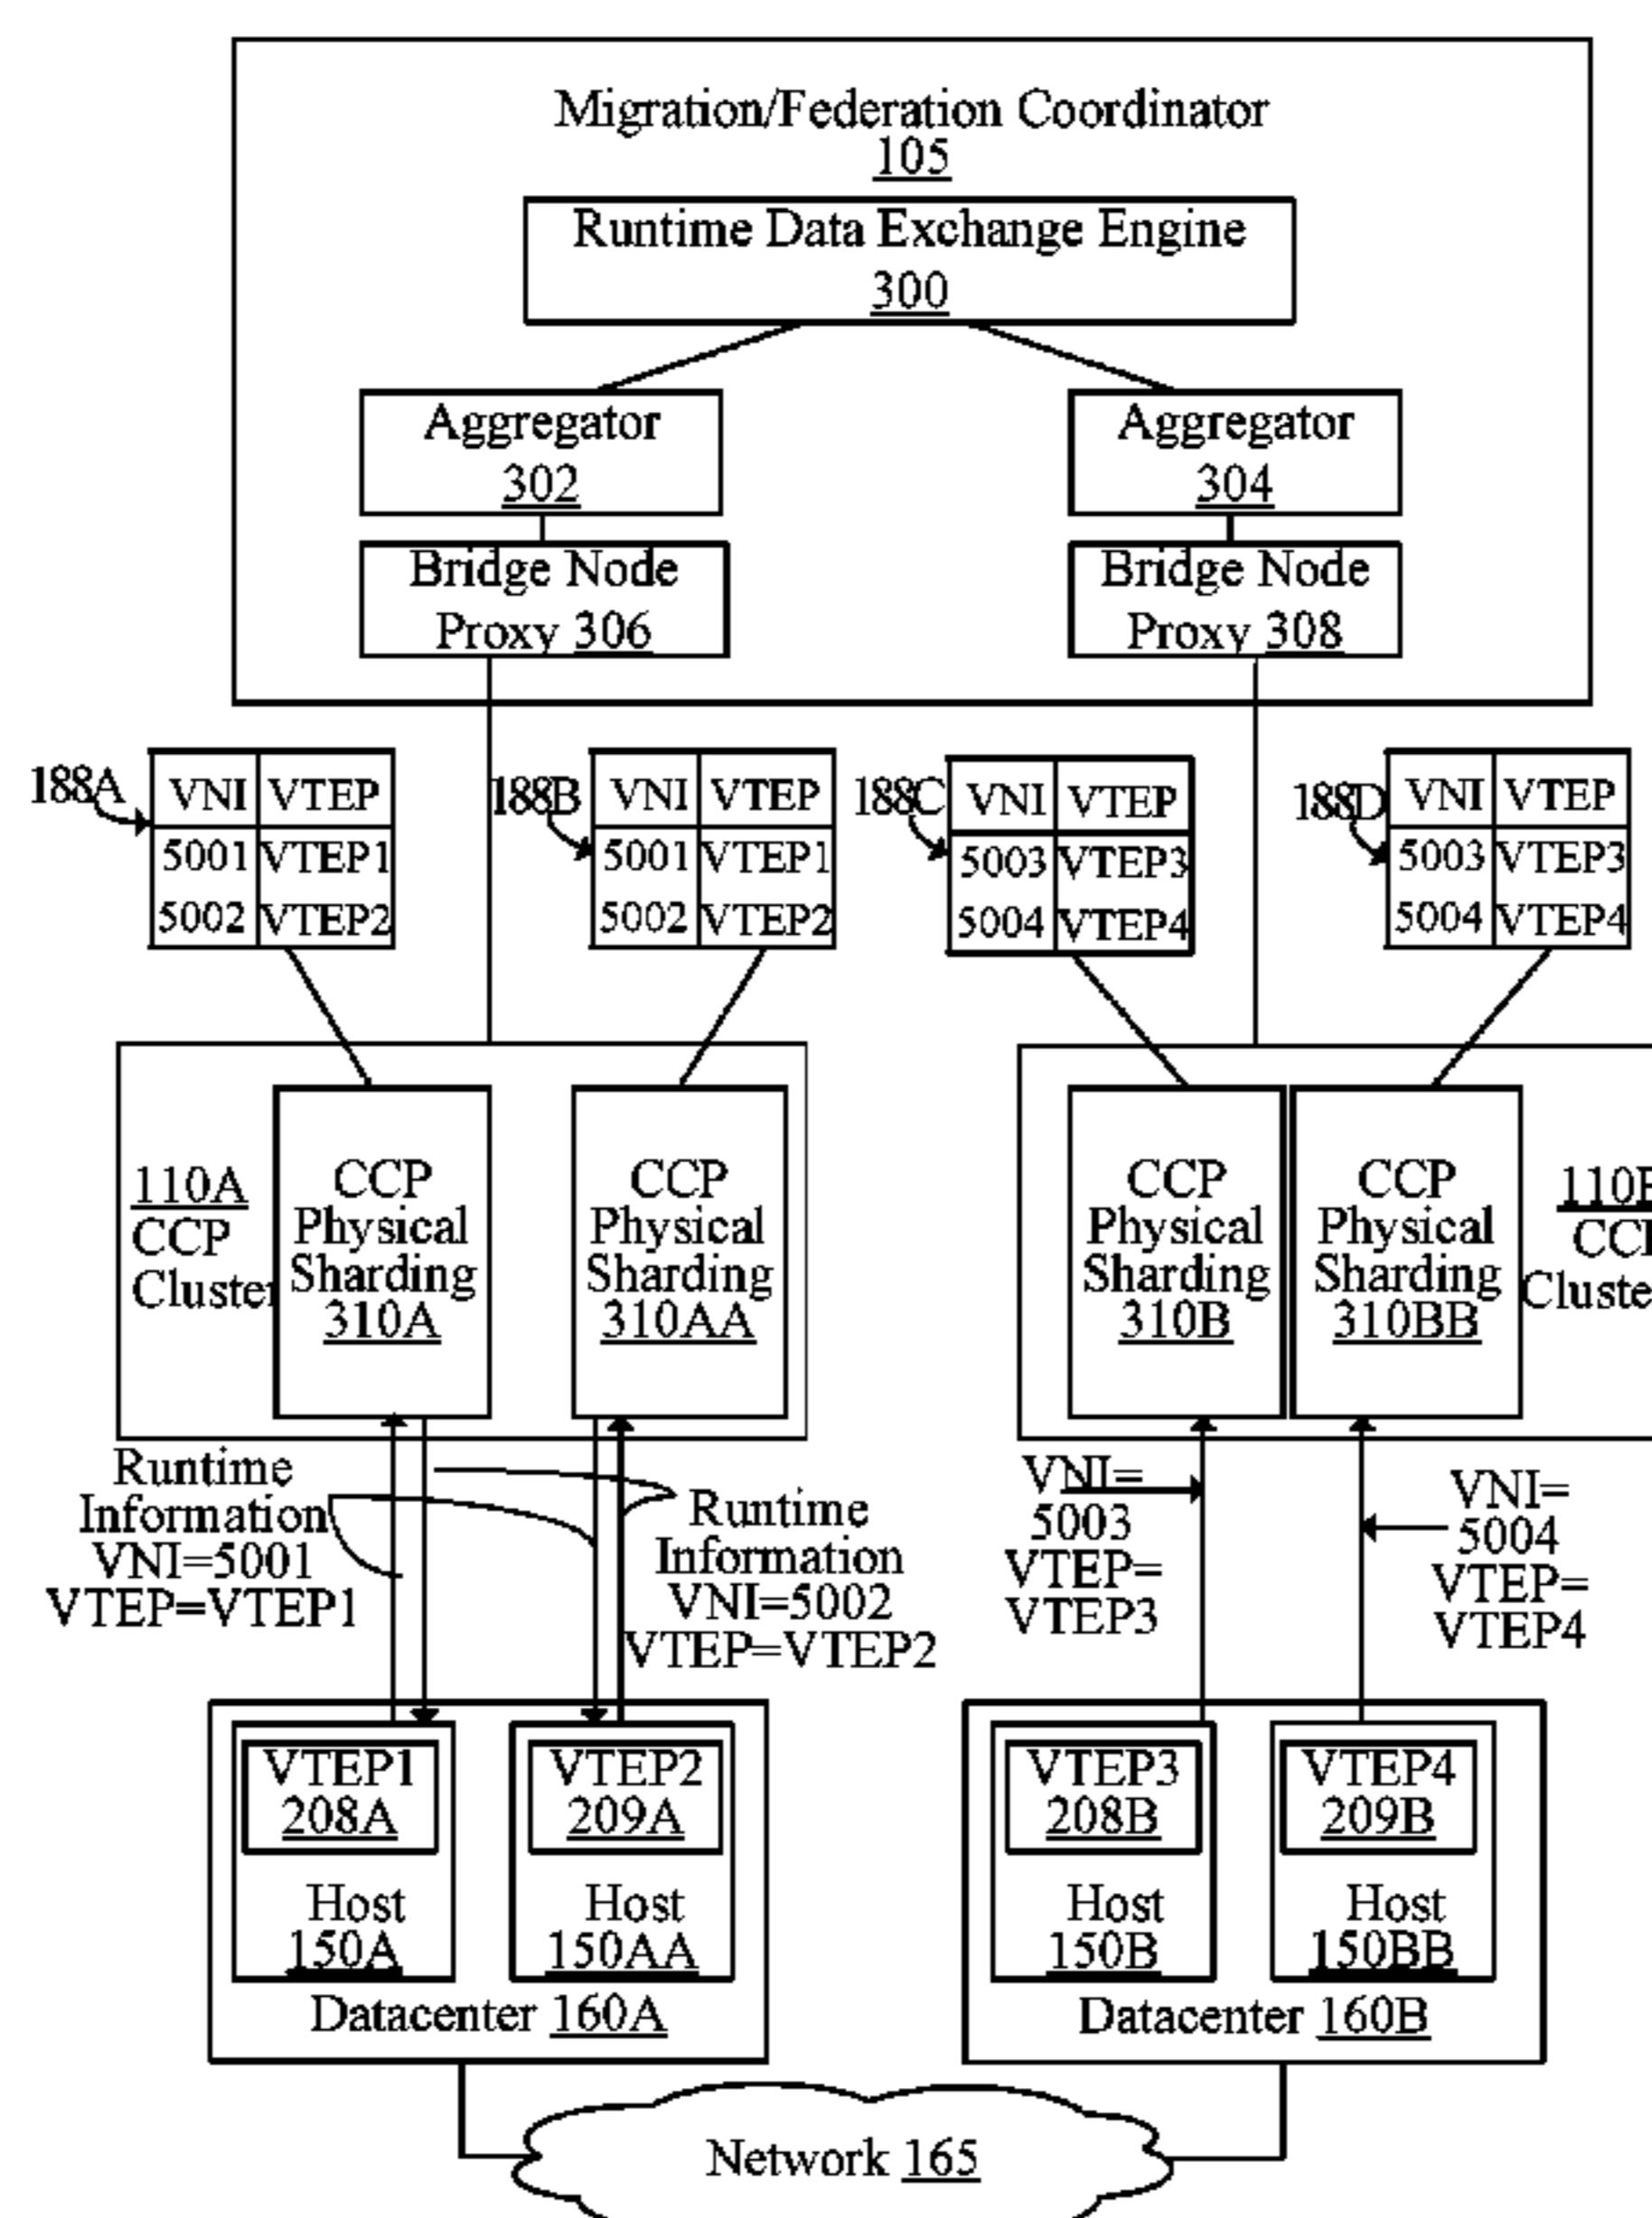 Migration/Federation Coordinator
105
Runtime Data Exchange Engine
300
Aggregator
302
Aggregator
304
Bridge Node
Proxy 306
Bridge Node
Proxy 308
188A
VNI VTEP
5001 VTEP1
5002 VTEP2
188B
VNI VTEP
5001 VTEP1
5002 VTEP2
188C
VNI VTEP
5003 VTEP3
5004 VTEP4
188D
VNI VTEP
5003 VTEP3
5004 VTEP4
110A
CCP
Cluster
CCP
Physical
Sharding
310A
CCP
Physical
Sharding
310AA
CCP
Physical
Sharding
310B
CCP
Physical
Sharding
310BB
Runtime
Information
VNI=5001
VTEP=VTEP1
Runtime
Information
VNI=5002
VTEP=VTEP2
VNI=
5003
VTEP=
VTEP3
VNI=
5004
VTEP=
VTEP4
VTEP1
208A
Host
150A
VTEP2
209A
Host
150AA
Datacenter 160A
VTEP3
208B
Host
150B
VTEP4
209B
Host
150BB
Datacenter 160B
Network 165